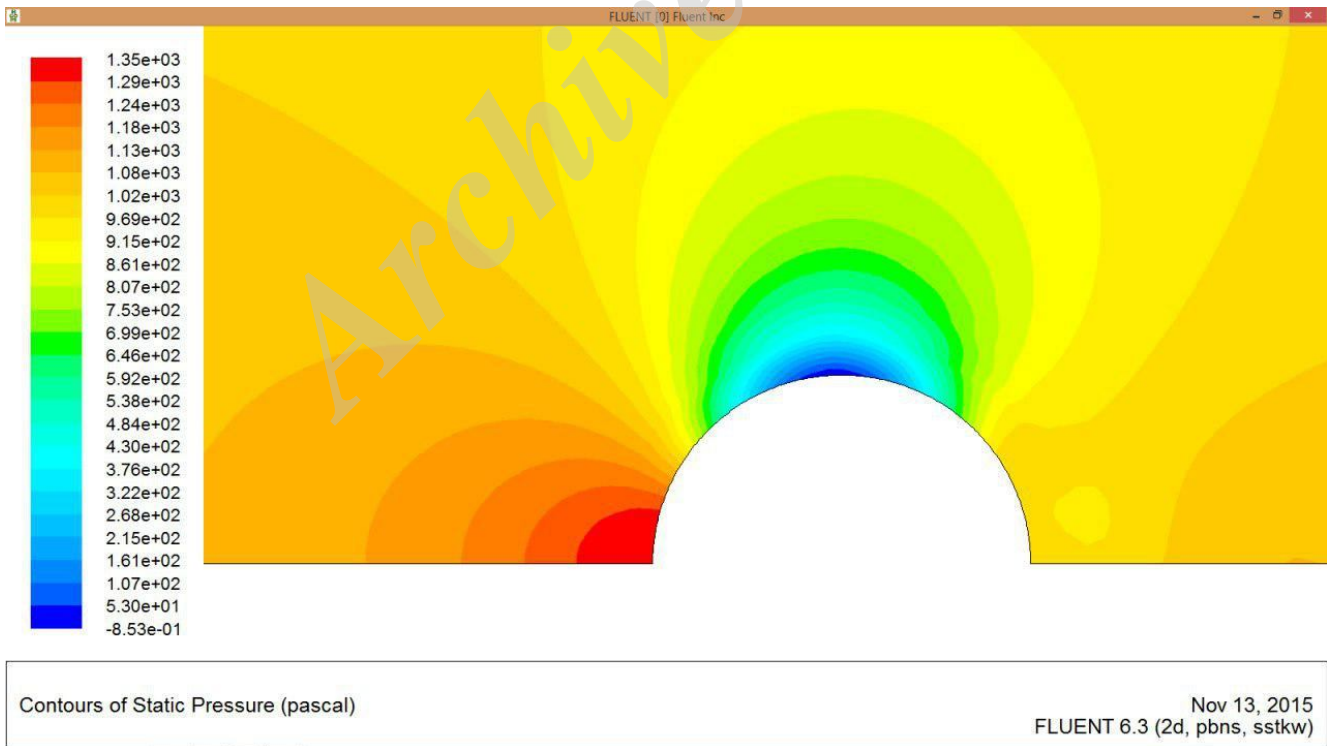 FLUENT [0] Fluent Inc
Archive
1.35e+03
1.29e+03
1.24e+03
1.18e+03
1.13e+03
1.08e+03
1.02e+03
9.69e+02
9.15e+02
8.61e+02
8.07e+02
7.53e+02
6.99e+02
6.46e+02
5.92e+02
5.38e+02
4.84e+02
4.30e+02
3.76e+02
3.22e+02
2.68e+02
2.15e+02
1.61e+02
1.07e+02
5.30e+01
-8.53e-01
Contours of Static Pressure (pascal)
Nov 13, 2015
FLUENT 6.3 (2d, pbns, sstkw)